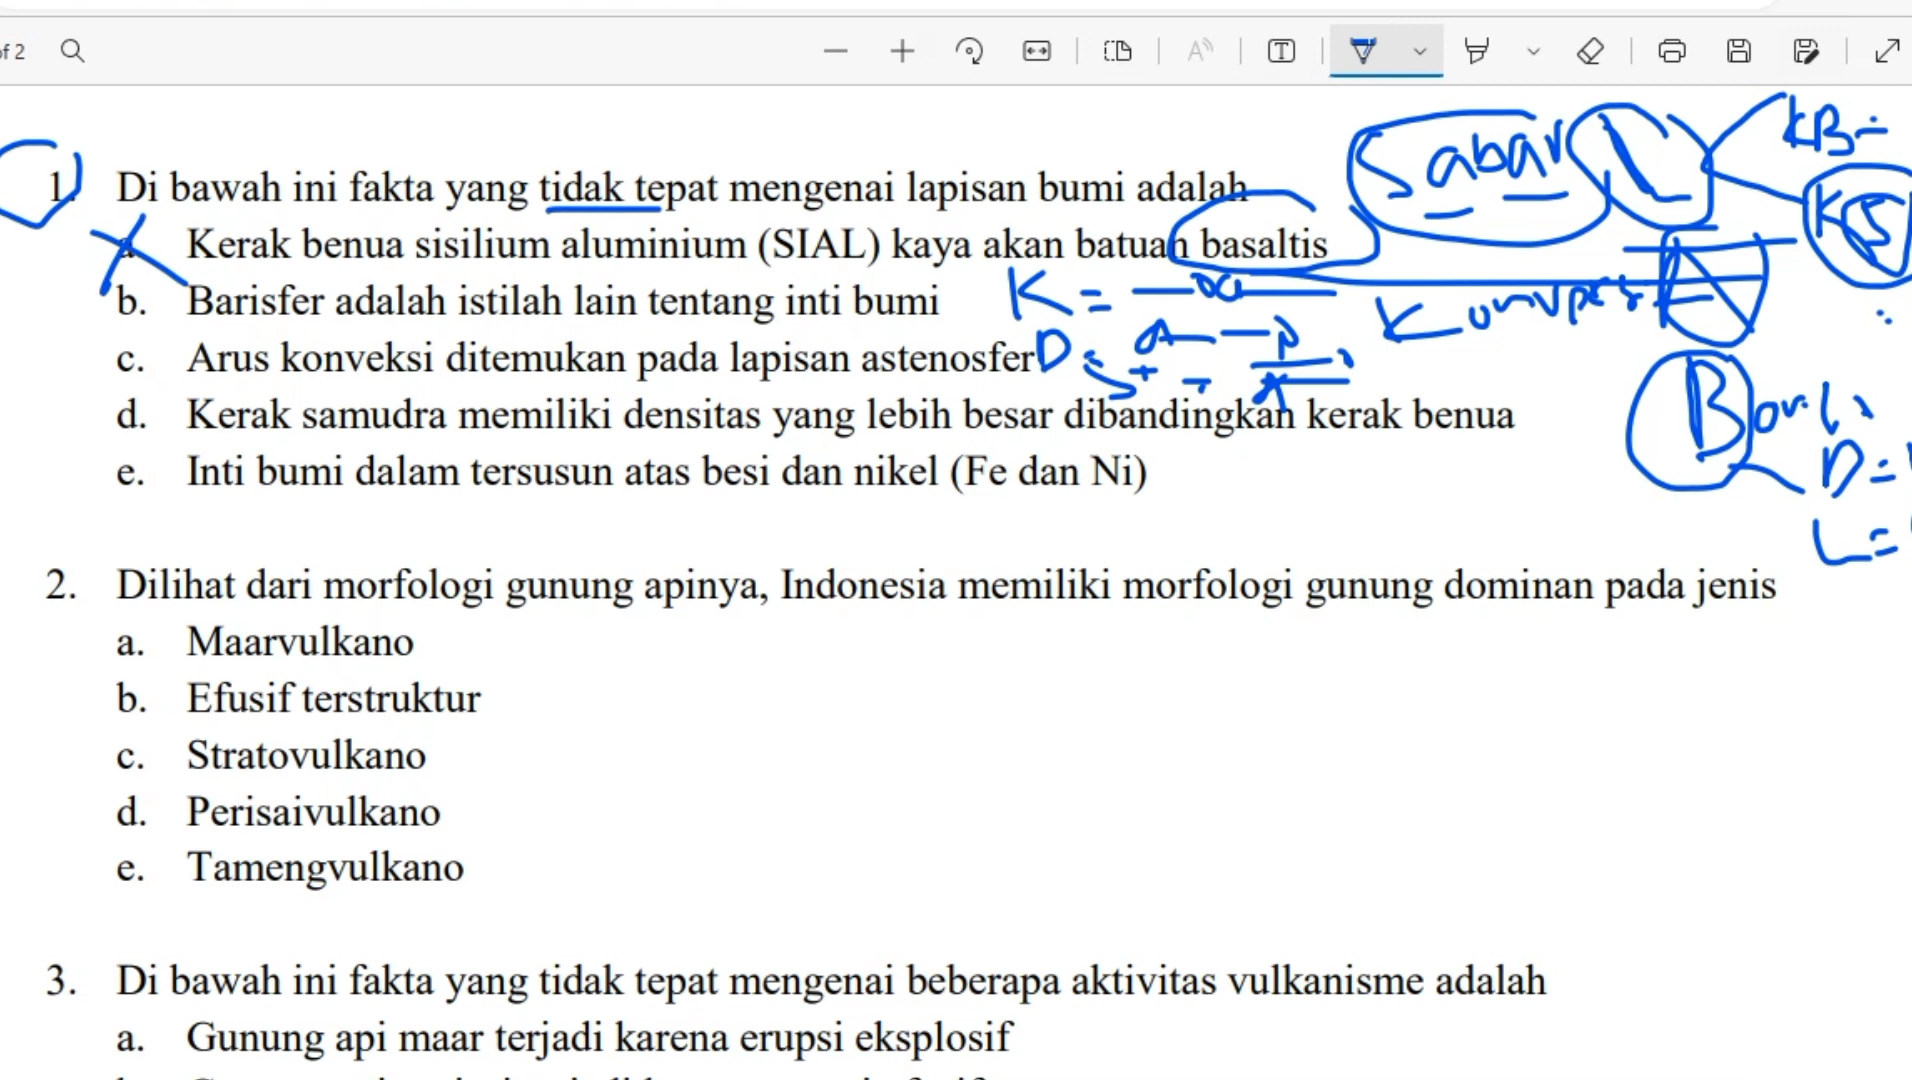 of 2
1. Di bawah ini fakta yang tidak tepat mengenai lapisan bumi adalah
a. Kerak benua sisilium aluminium (SIAL) kaya akan batuan basaltis
b. Barisfer adalah istilah lain tentang inti bumi
c. Arus konveksi ditemukan pada lapisan astenosfer
d. Kerak samudra memiliki densitas yang lebih besar dibandingkan kerak benua
e. Inti bumi dalam tersusun atas besi dan nikel (Fe dan Ni)
Sabar L
KB=
KS
K =
D
B
D=
L=
2. Dilihat dari morfologi gunung apinya, Indonesia memiliki morfologi gunung dominan pada jenis
a. Maarvulkano
b. Efusif terstruktur
c. Stratovulkano
d. Perisaivulkano
e. Tamengvulkano
3. Di bawah ini fakta yang tidak tepat mengenai beberapa aktivitas vulkanisme adalah
a. Gunung api maar terjadi karena erupsi eksplosif